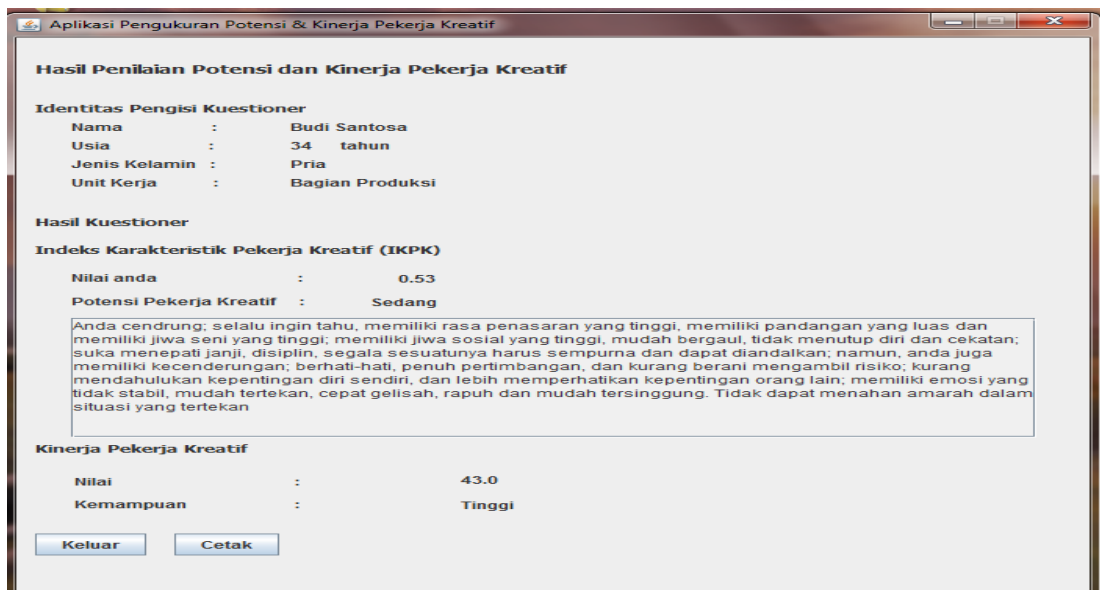 Aplikasi Pengukuran Potensi & Kinerja Pekerja Kreatif
Hasil Penilaian Potensi dan Kinerja Pekerja Kreatif
Identitas Pengisi Kuestioner
Nama : Budi Santosa
Usia : 34 tahun
Jenis Kelamin : Pria
Unit Kerja : Bagian Produksi
Hasil Kuestioner
Indeks Karakteristik Pekerja Kreatif (IKPK)
Nilai anda : 0.53
Potensi Pekerja Kreatif : Sedang
Anda cendrung; selalu ingin tahu, memiliki rasa penasaran yang tinggi, memiliki pandangan yang luas dan
memiliki jiwa seni yang tinggi; memiliki jiwa sosial yang tinggi, mudah bergaul, tidak menutup diri dan cekatan;
suka menepati janji, disiplin, segala sesuatunya harus sempurna dan dapat diandalkan; namun, anda juga
memiliki kecenderungan; berhati-hati, penuh pertimbangan, dan kurang berani mengambil risiko; kurang
mendahulukan kepentingan diri sendiri, dan lebih memperhatikan kepentingan orang lain; memiliki emosi yang
tidak stabil, mudah tertekan, cepat gelisah, rapuh dan mudah tersinggung. Tidak dapat menahan amarah dalam
situasi yang tertekan
Kinerja Pekerja Kreatif
Nilai : 43.0
Kemampuan : Tinggi
Keluar Cetak